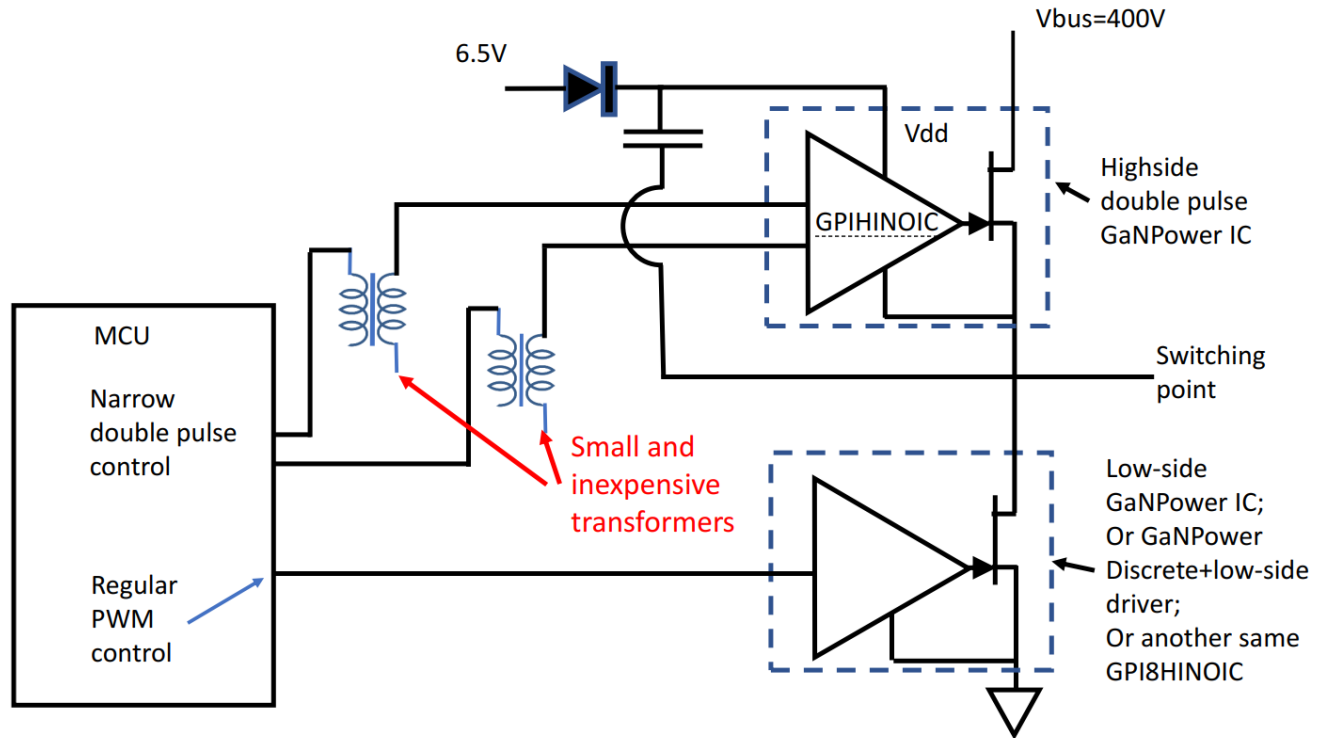 Vbus=400V
6.5V
Vdd
Highside
double pulse
GaNPower IC
GPIHINOIC
MCU
Switching
point
Narrow
double pulse
control
Small and
inexpensive
transformers
Low-side
GaNPower IC;
Or GaNPower
Discrete+low-side
driver;
Or another same
GPI8HINOIC
Regular
PWM
control